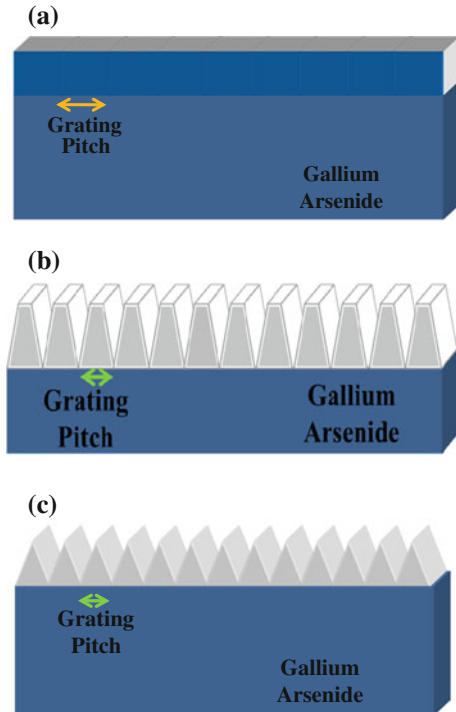 (a)
Grating
Pitch
Gallium
Arsenide
(b)
Grating
Pitch
Gallium
Arsenide
(c)
Grating
Pitch
Gallium
Arsenide